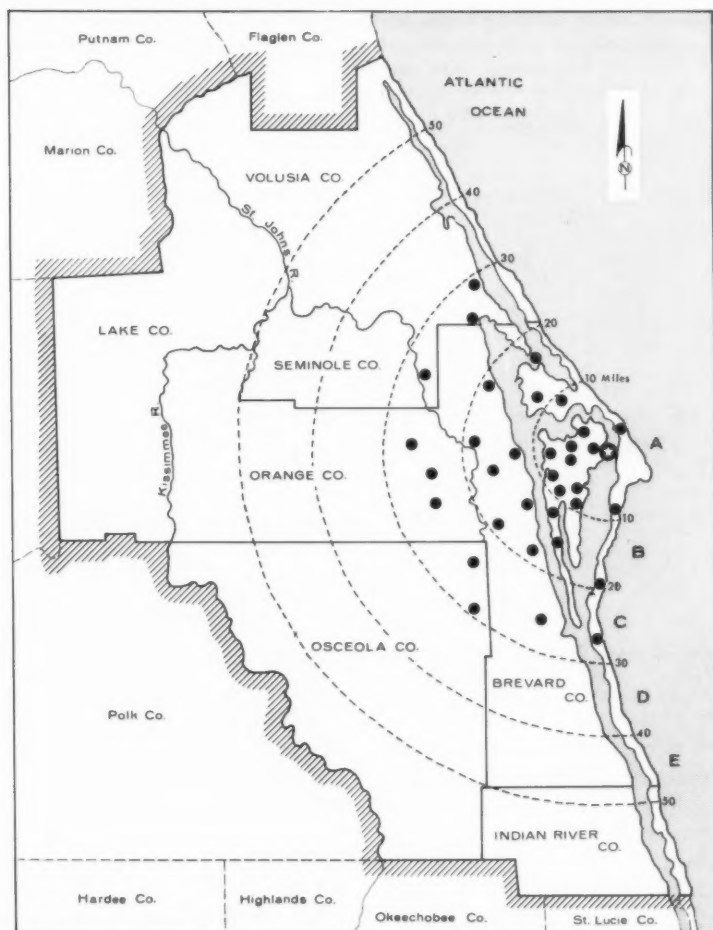 Putnam Co.
Flaglen Co.
ATLANTIC
OCEAN
N
Marion Co.
50
VOLUSIA CO.
40
St. Johns R.
30
LAKE CO.
20
SEMINOLE CO.
10 Miles
Kissimmee R.
A
ORANGE CO.
10
B
20
C
OSCEOLA CO.
30
BREVARD CO.
D
Polk Co.
40
E
50
INDIAN RIVER CO.
Hardee Co.
Highlands Co.
Okeechobee Co.
St. Lucie Co.